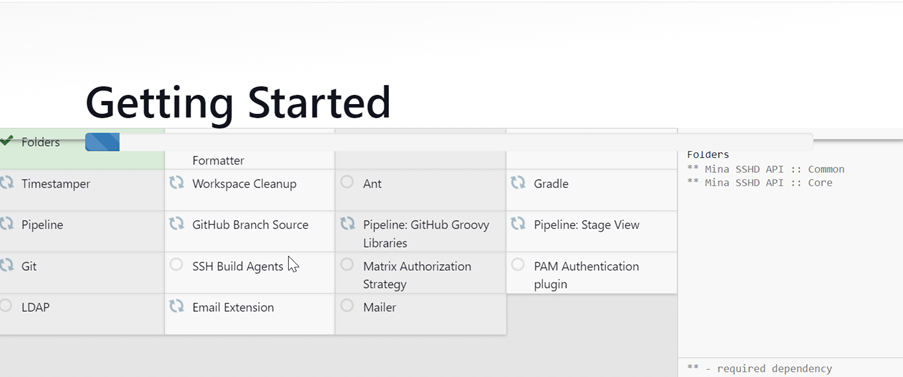 Getting Started
Folders
Formatter
Timestamper
Workspace Cleanup
Ant
Gradle
Pipeline
GitHub Branch Source
Pipeline: GitHub Groovy
Libraries
Pipeline: Stage View
Git
SSH Build Agents
Matrix Authorization
Strategy
PAM Authentication
plugin
LDAP
Email Extension
Mailer
Folders
** Mina SSHD API :: Common
** Mina SSHD API :: Core
** - required dependency